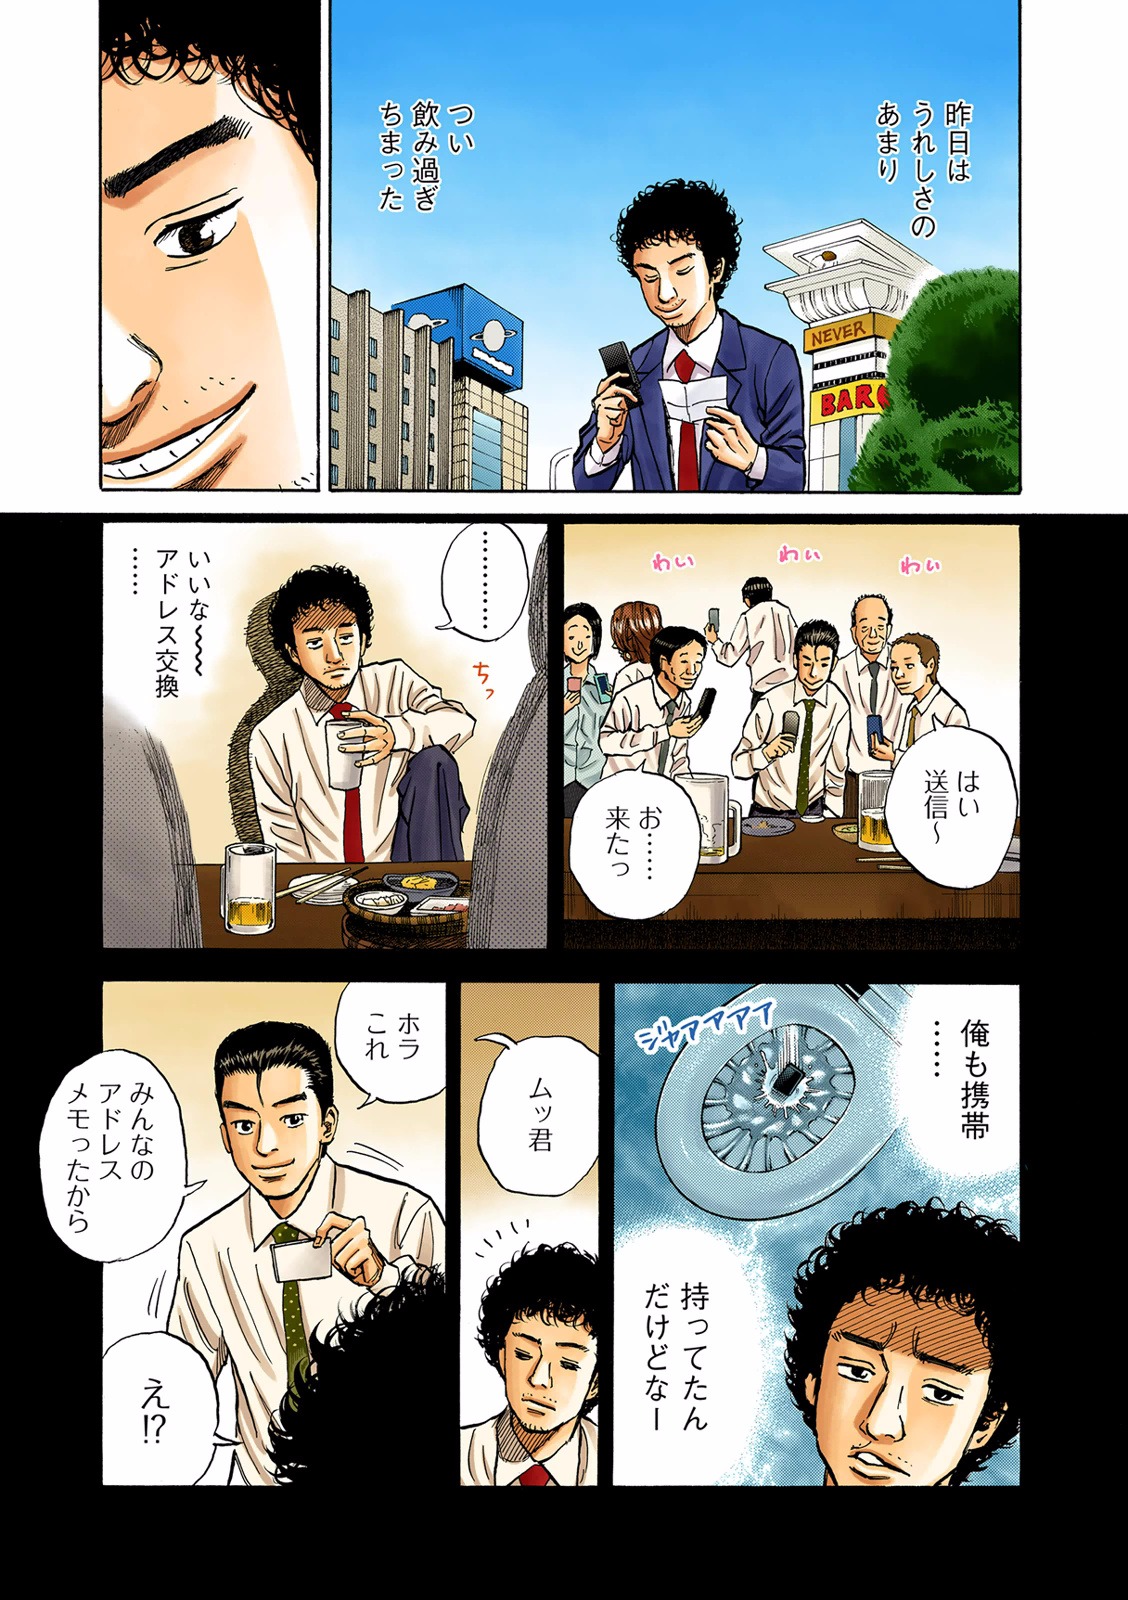 昨日は
うれしさの
あまり
つい
飲み過ぎ
ちまった
NEVER
BAR
わい
わい
わい
はい
送信〜
お……
来たっ
…………
ちっ
いいな〜〜〜
アドレス交換
……
俺も携帯
……
ジャアアアア
持ってたん
だけどなー
ムッ君
ホラ
これ
みんなの
アドレス
メモったから
え!?